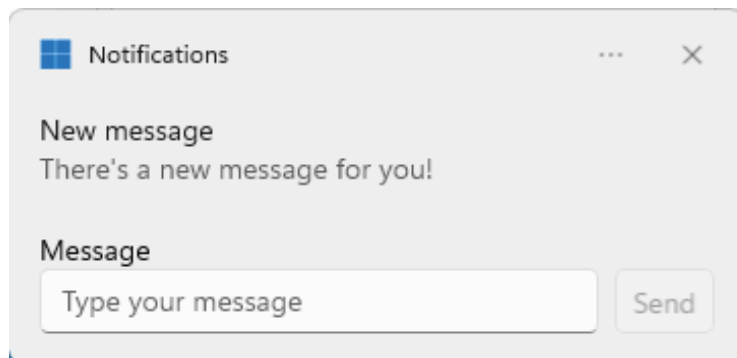 Notifications
New message
There's a new message for you!
Message
Type your message
Send